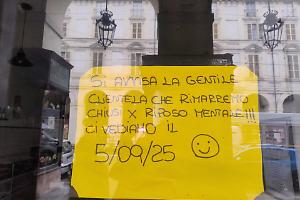 SI AVVISA LA GENTILE
CLIENTELA CHE RIMARREMO
CHIUSI X RIPOSO MENTALE!!!
CI VEDIAMO IL
5/09/25